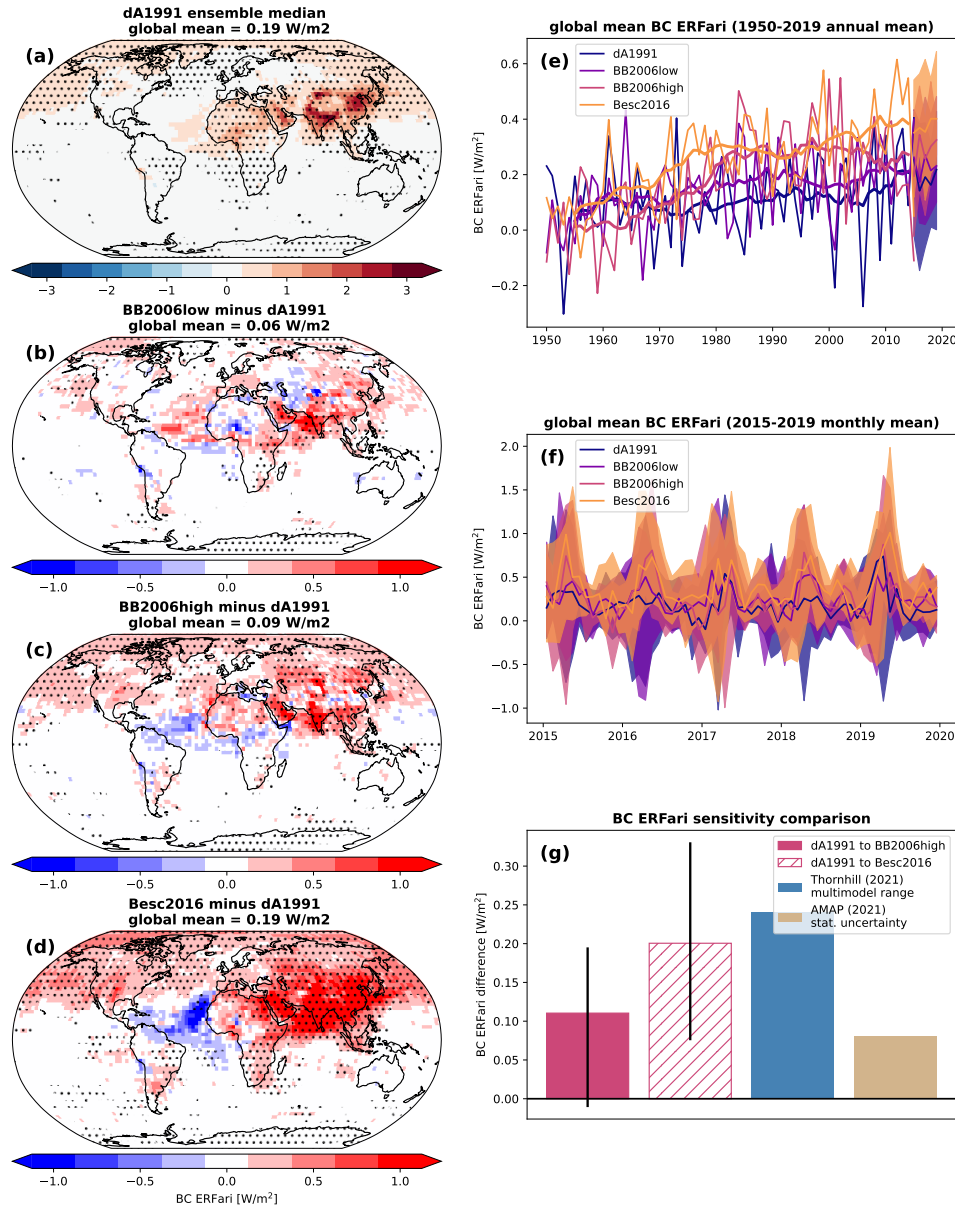 dA1991 ensemble median
global mean = 0.19 W/m2
(a)
−3 −2 −1 0 1 2 3
BB2006low minus dA1991
global mean = 0.06 W/m2
(b)
−1.0 −0.5 0.0 0.5 1.0
BB2006high minus dA1991
global mean = 0.09 W/m2
(c)
−1.0 −0.5 0.0 0.5 1.0
Besc2016 minus dA1991
global mean = 0.19 W/m2
(d)
−1.0 −0.5 0.0 0.5 1.0
BC ERFari [W/m²]
global mean BC ERFari (1950-2019 annual mean)
(e)
dA1991
BB2006low
BB2006high
Besc2016
BC ERFari [W/m²]
0.6
0.4
0.2
0.0
−0.2
1950 1960 1970 1980 1990 2000 2010 2020
global mean BC ERFari (2015-2019 monthly mean)
(f)
dA1991
BB2006low
BB2006high
Besc2016
BC ERFari [W/m²]
2.0
1.5
1.0
0.5
0.0
−0.5
−1.0
2015 2016 2017 2018 2019 2020
BC ERFari sensitivity comparison
(g)
dA1991 to BB2006high
dA1991 to Besc2016
Thornhill (2021)
multimodel range
AMAP (2021)
stat. uncertainty
BC ERFari difference [W/m²]
0.30
0.25
0.20
0.15
0.10
0.05
0.00